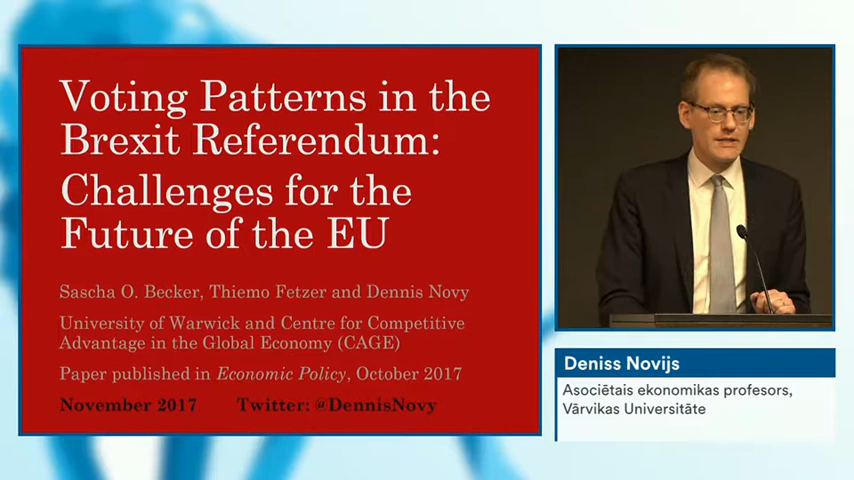 Voting Patterns in the
Brexit Referendum:
Challenges for the
Future of the EU
Sascha O. Becker, Thiemo Fetzer and Dennis Novy
University of Warwick and Centre for Competitive
Advantage in the Global Economy (CAGE)
Paper published in Economic Policy, October 2017
November 2017 Twitter: @DennisNovy
Deniss Novijs
Asociētais ekonomikas profesors,
Vārvikas Universitāte